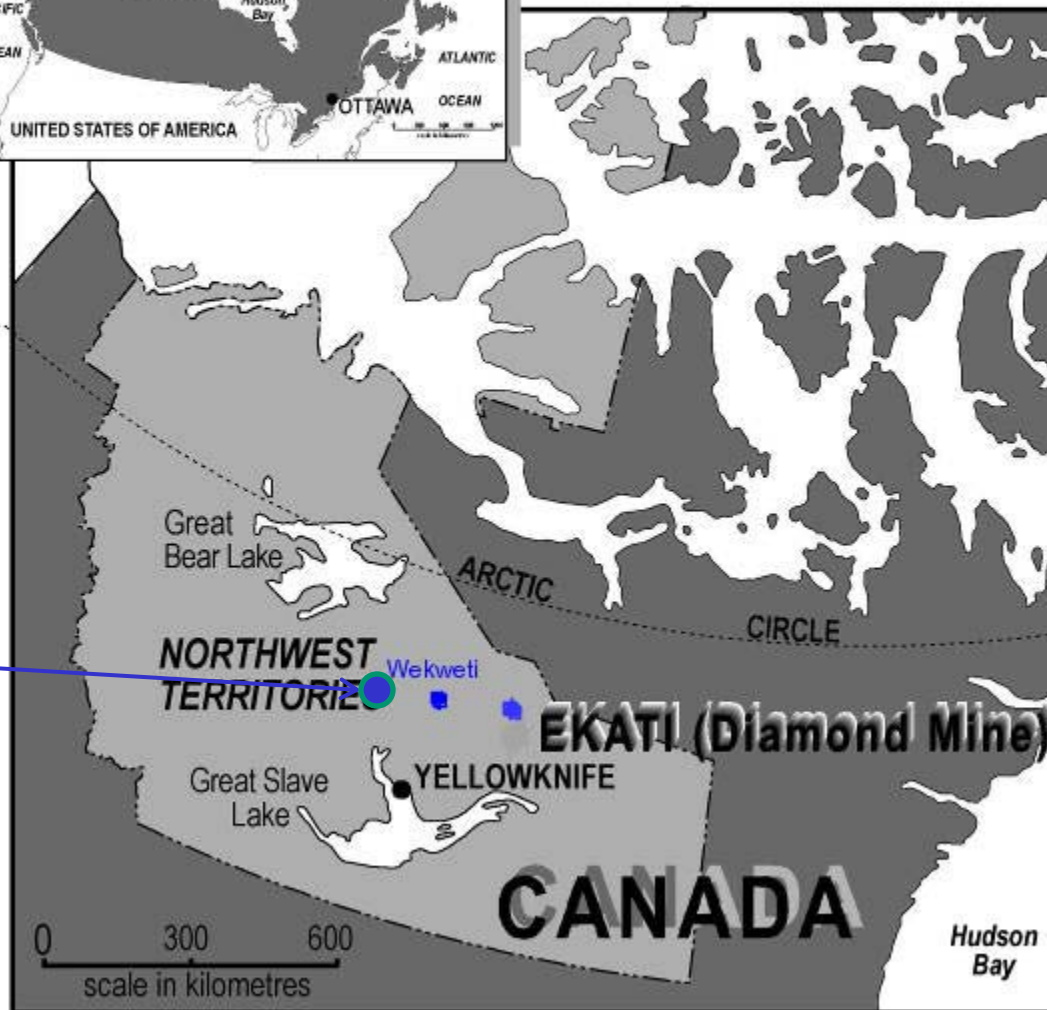 Hudson
Bay
ATLANTIC
OTTAWA
OCEAN
UNITED STATES OF AMERICA
Great
Bear Lake
ARCTIC
CIRCLE
NORTHWEST
TERRITORIES
Wekweti
EKATI (Diamond Mine)
Great Slave
Lake
YELLOWKNIFE
CANADA
0 300 600
scale in kilometres
Hudson
Bay